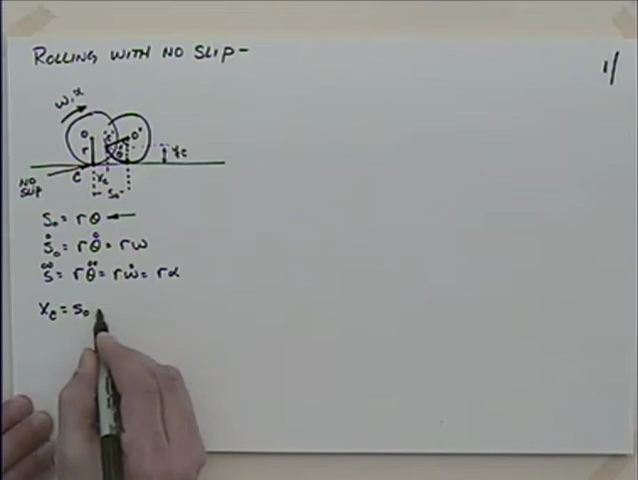 ROLLING WITH NO SLIP-
1/
ω, α
O O'
r C' θ
yc
NO SLIP
C xc
So
So = rθ ←
Ṡo = rθ̇ = rω
S̈ = rθ̈ = rω̇ = rα
xc = So